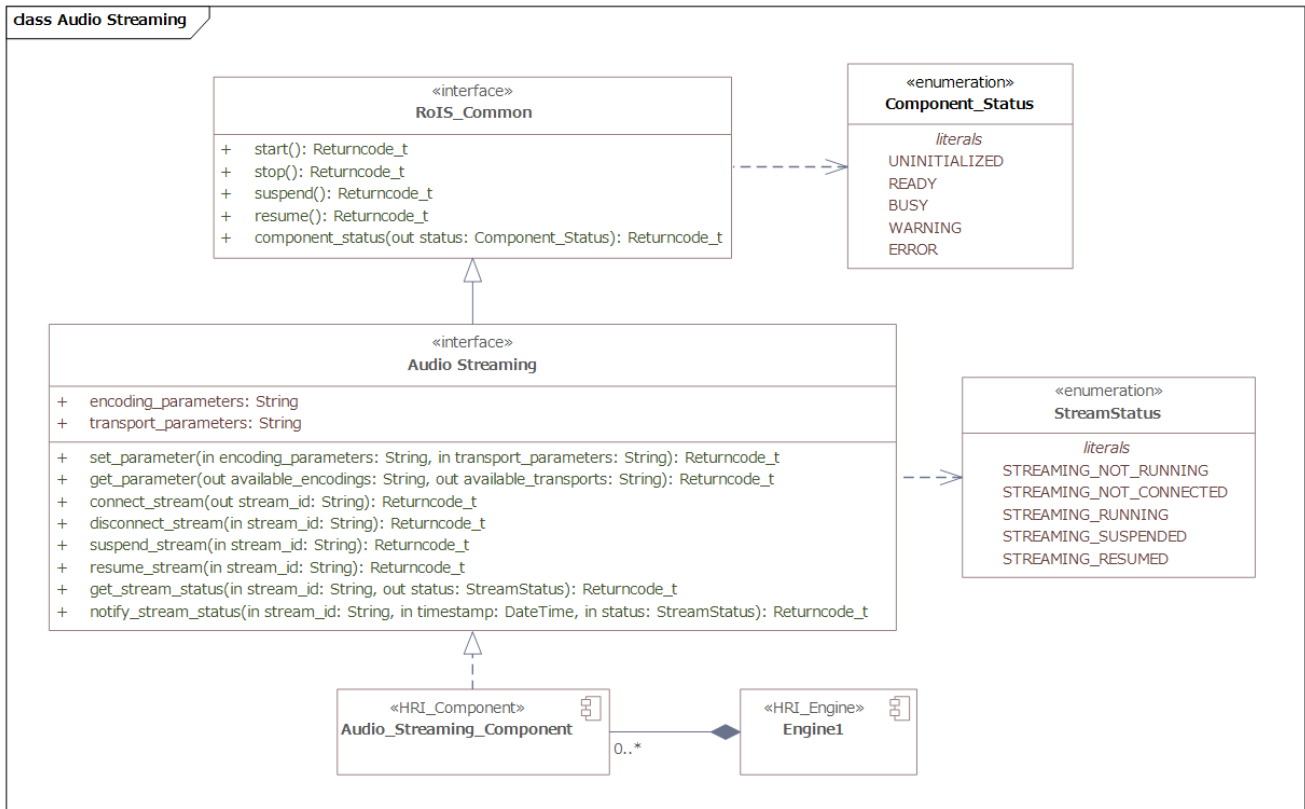 class Audio Streaming
«interface»
RoIS_Common
+ start(): Returncode_t
+ stop(): Returncode_t
+ suspend(): Returncode_t
+ resume(): Returncode_t
+ component_status(out status: Component_Status): Returncode_t
«enumeration»
Component_Status
literals
UNINITIALIZED
READY
BUSY
WARNING
ERROR
«interface»
Audio Streaming
+ encoding_parameters: String
+ transport_parameters: String
+ set_parameter(in encoding_parameters: String, in transport_parameters: String): Returncode_t
+ get_parameter(out available_encodings: String, out available_transports: String): Returncode_t
+ connect_stream(out stream_id: String): Returncode_t
+ disconnect_stream(in stream_id: String): Returncode_t
+ suspend_stream(in stream_id: String): Returncode_t
+ resume_stream(in stream_id: String): Returncode_t
+ get_stream_status(in stream_id: String, out status: StreamStatus): Returncode_t
+ notify_stream_status(in stream_id: String, in timestamp: DateTime, in status: StreamStatus): Returncode_t
«enumeration»
StreamStatus
literals
STREAMING_NOT_RUNNING
STREAMING_NOT_CONNECTED
STREAMING_RUNNING
STREAMING_SUSPENDED
STREAMING_RESUMED
«HRI_Component»
Audio_Streaming_Component
0..*
«HRI_Engine»
Engine1